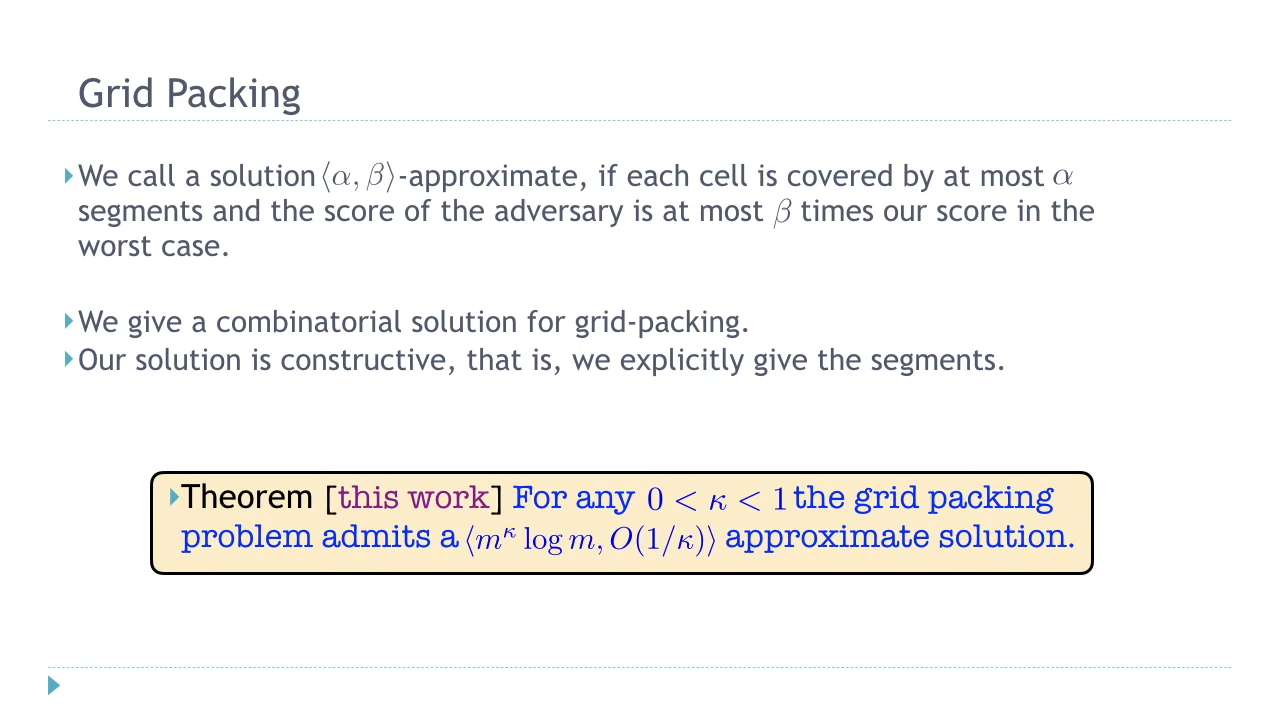 Grid Packing
We call a solution ⟨α, β⟩-approximate, if each cell is covered by at most α
segments and the score of the adversary is at most β times our score in the
worst case.
We give a combinatorial solution for grid-packing.
Our solution is constructive, that is, we explicitly give the segments.
Theorem [this work] For any 0 < κ < 1 the grid packing
problem admits a ⟨m^κ log m, O(1/κ)⟩ approximate solution.